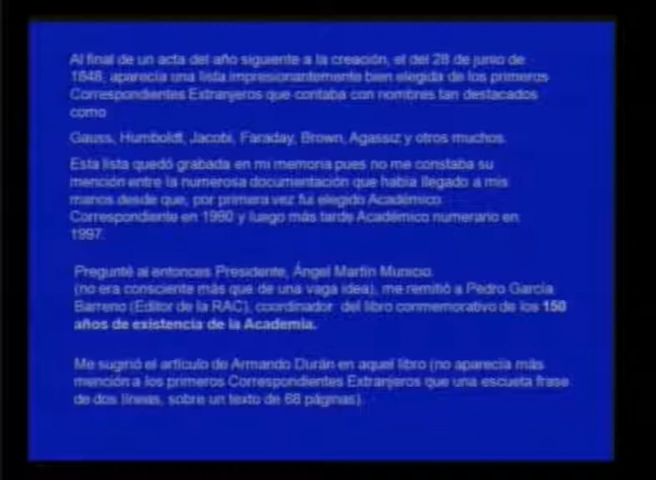 Al final de un acta del año siguiente a la creación, el del 28 de junio de
1848, aparecía una lista impresionantemente bien elegida de los primeros
Correspondientes Extranjeros que contaba con nombres tan destacados
como
Gauss, Humboldt, Jacobi, Faraday, Brown, Agassiz y otros muchos.
Esta lista quedó grabada en mi memoria pues no me constaba su
mención entre la numerosa documentación que había llegado a mis
manos desde que, por primera vez fui elegido Académico
Correspondiente en 1990 y luego más tarde Académico numerario en
1997.
Pregunté al entonces Presidente, Ángel Martín Municio.
(no era consciente más que de una vaga idea), me remitió a Pedro García
Barreno (Editor de la RAC), coordinador del libro conmemorativo de los 150
años de existencia de la Academia.
Me sugirió el artículo de Armando Durán en aquel libro (no aparecía más
mención a los primeros Correspondientes Extranjeros que una escueta frase
de dos líneas, sobre un texto de 68 páginas)